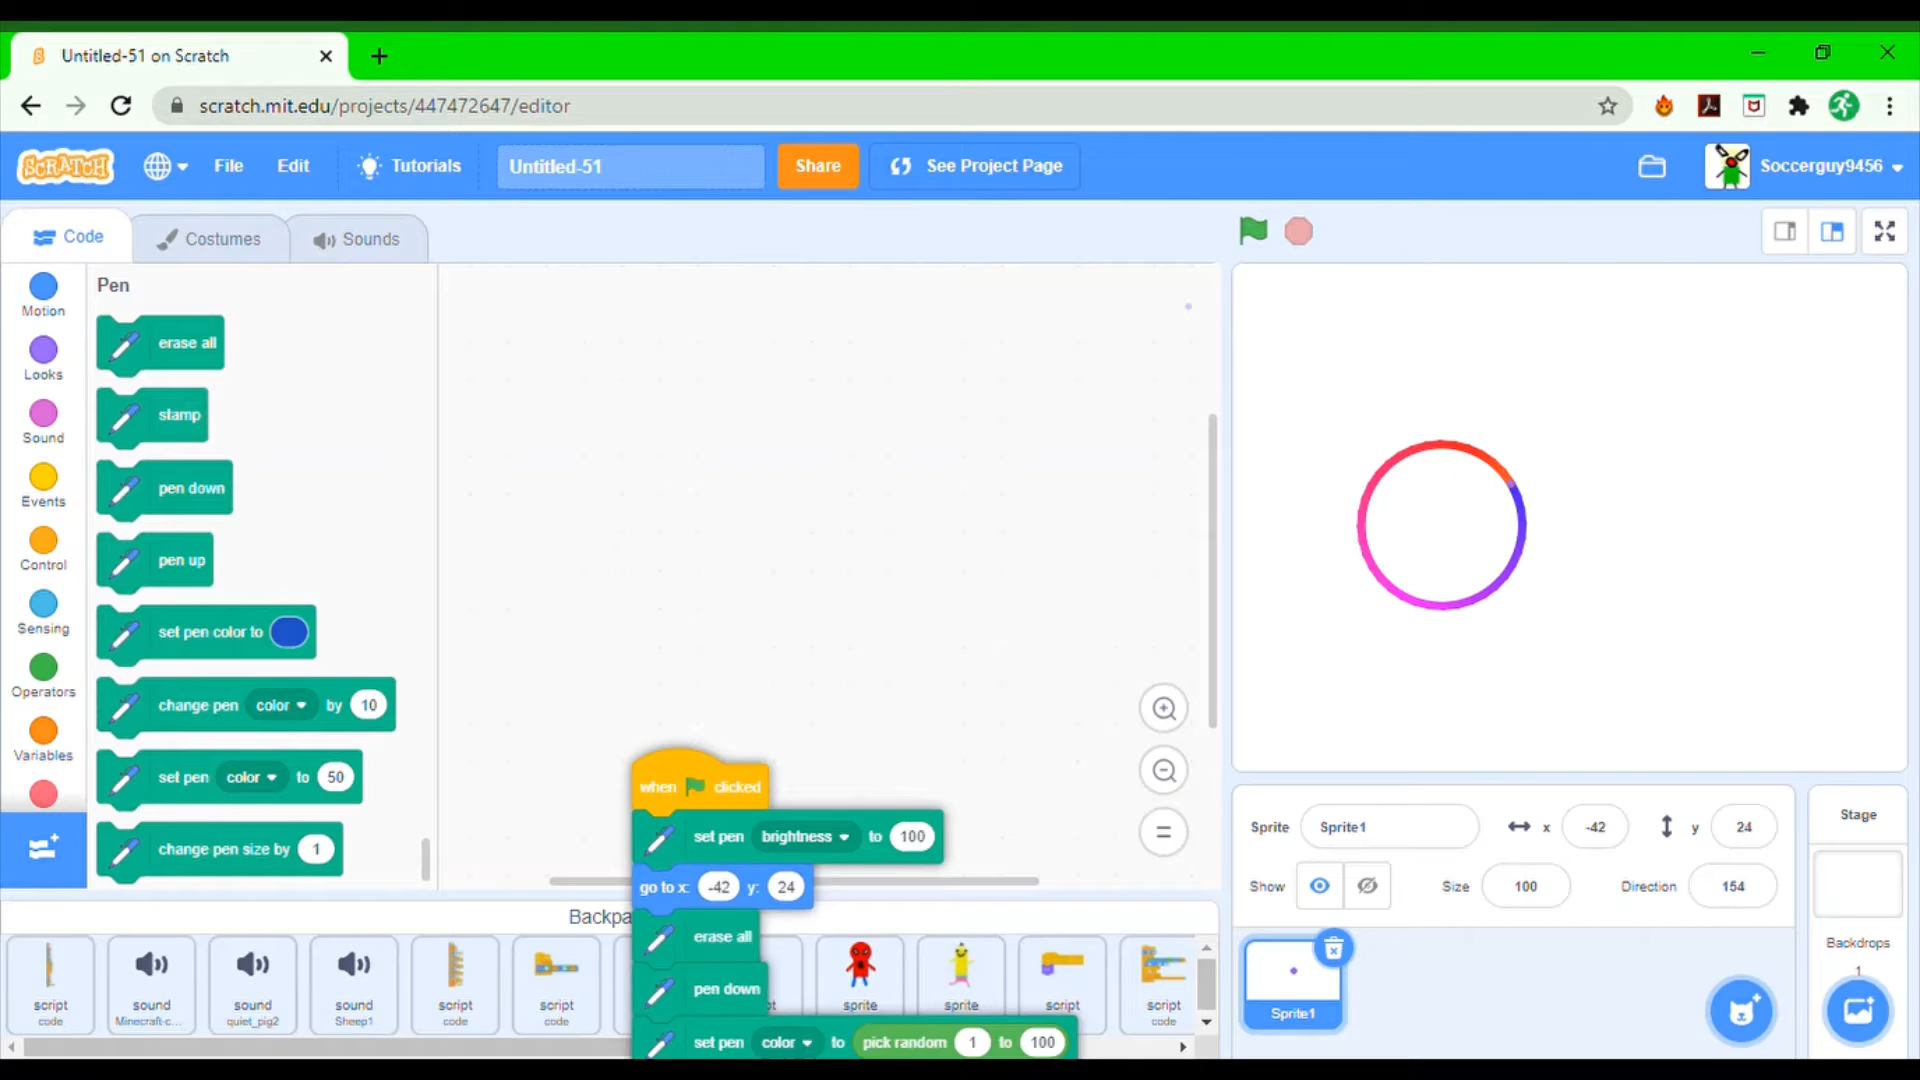 Untitled-51 on Scratch
scratch.mit.edu/projects/447472647/editor
SCRATCH
File
Edit
Tutorials
Untitled-51
Share
See Project Page
Soccerguy9456
Code
Costumes
Sounds
Motion
Looks
Sound
Events
Control
Sensing
Operators
Variables
Pen
erase all
stamp
pen down
pen up
set pen color to
change pen color by 10
set pen color to 50
change pen size by 1
when clicked
set pen brightness to 100
go to x: -42 y: 24
erase all
pen down
set pen color to pick random 1 to 100
Sprite Sprite1 x -42 y 24
Show Size 100 Direction 154
Sprite1
Stage
Backdrops
1
script
code
sound
Minecraft-c...
sound
quiet_pig2
sound
Sheep1
script
code
script
code
sprite
sprite
script
script
code